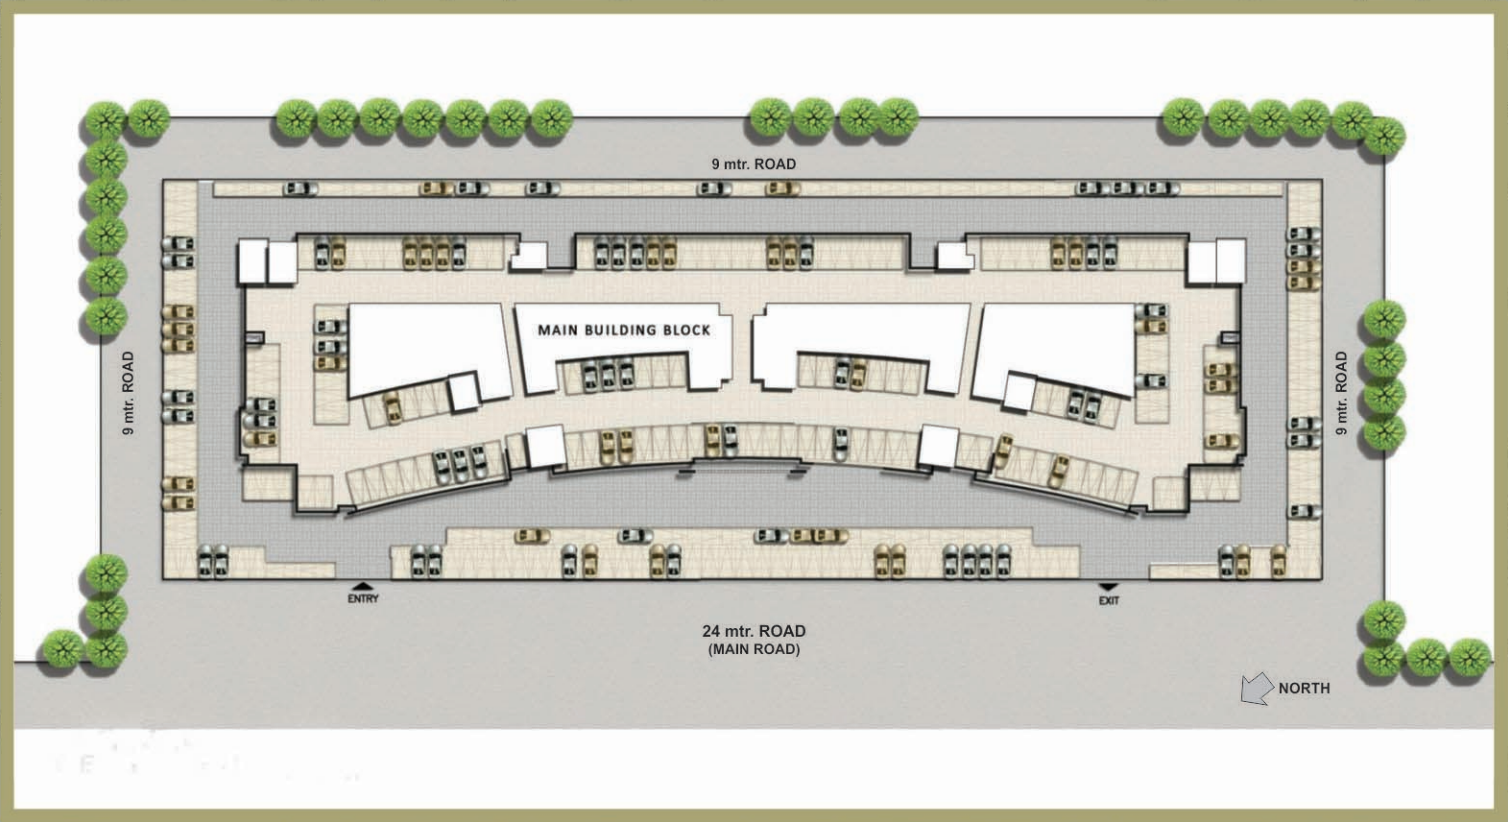 9 mtr. ROAD
MAIN BUILDING BLOCK
9 mtr. ROAD
9 mtr. ROAD
ENTRY
EXIT
24 mtr. ROAD
(MAIN ROAD)
NORTH